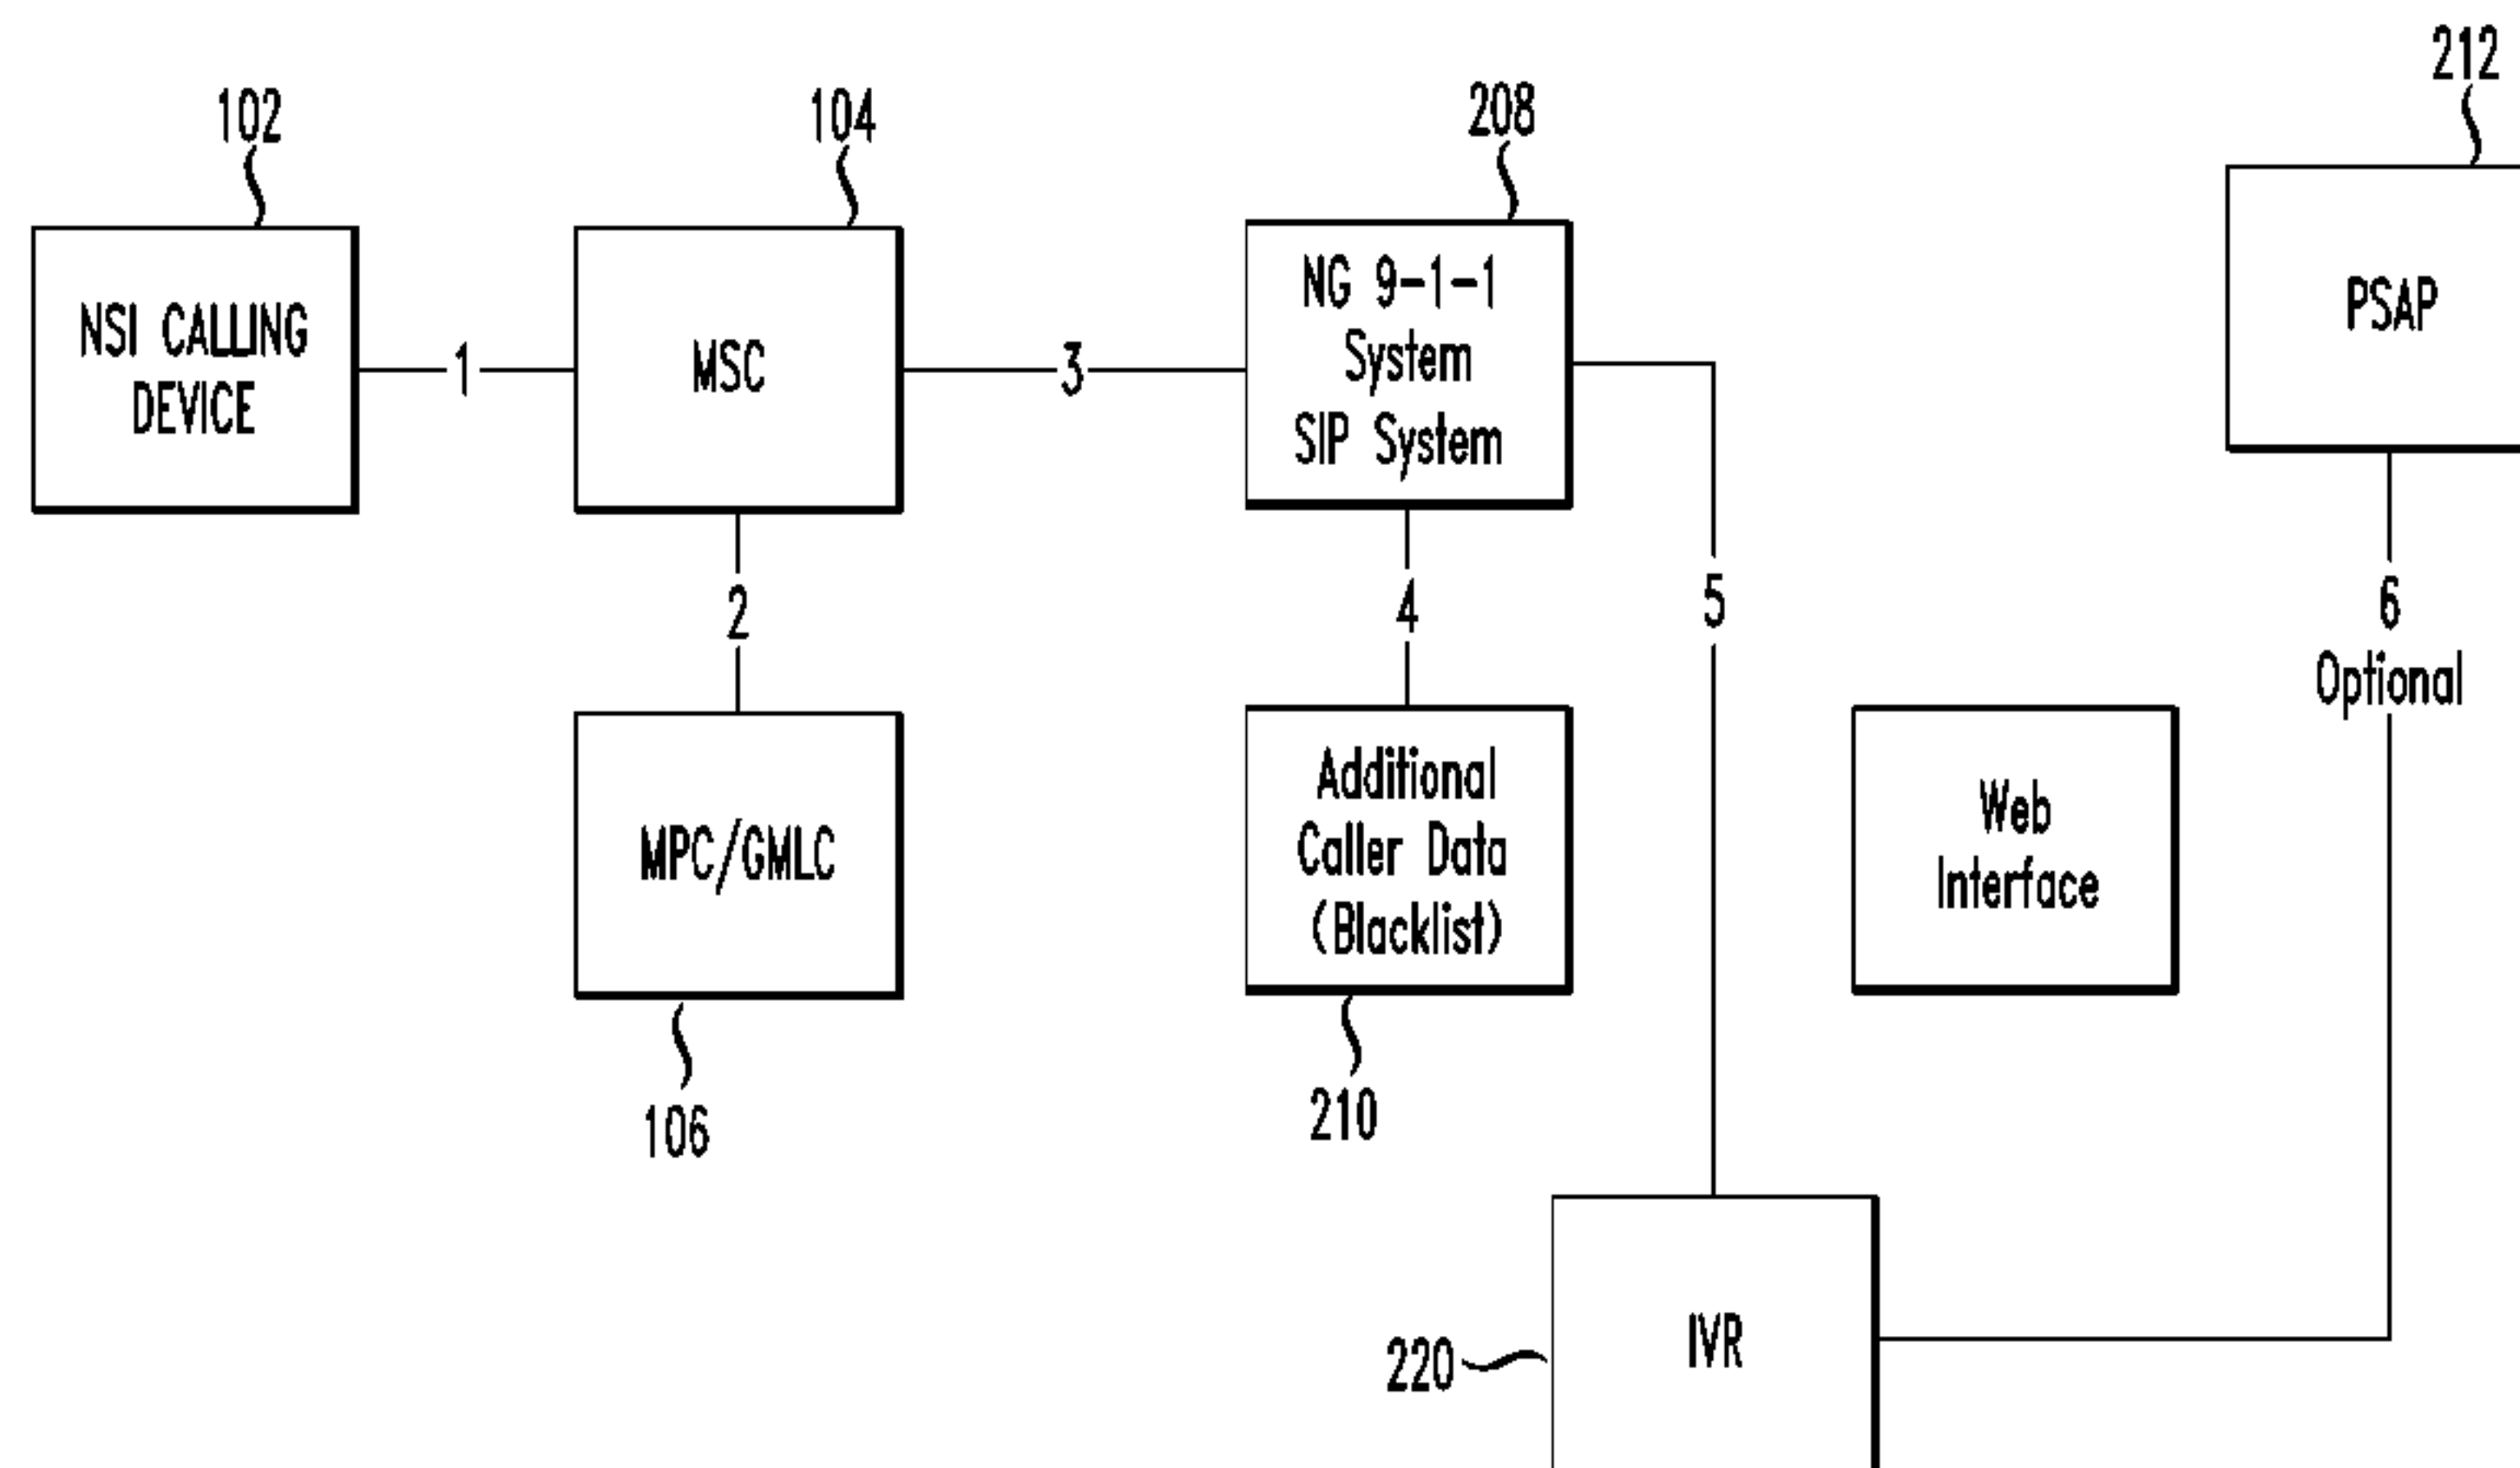 212
102
104
208
NG 9-1-1
System
SIP System
PSAP
NSI CALLING
DEVICE
1
MSC
3
2
4
5
6
Optional
MPC/GMLC
Additional
Caller Data
(Blacklist)
Web
Interface
106
210
220
IVR